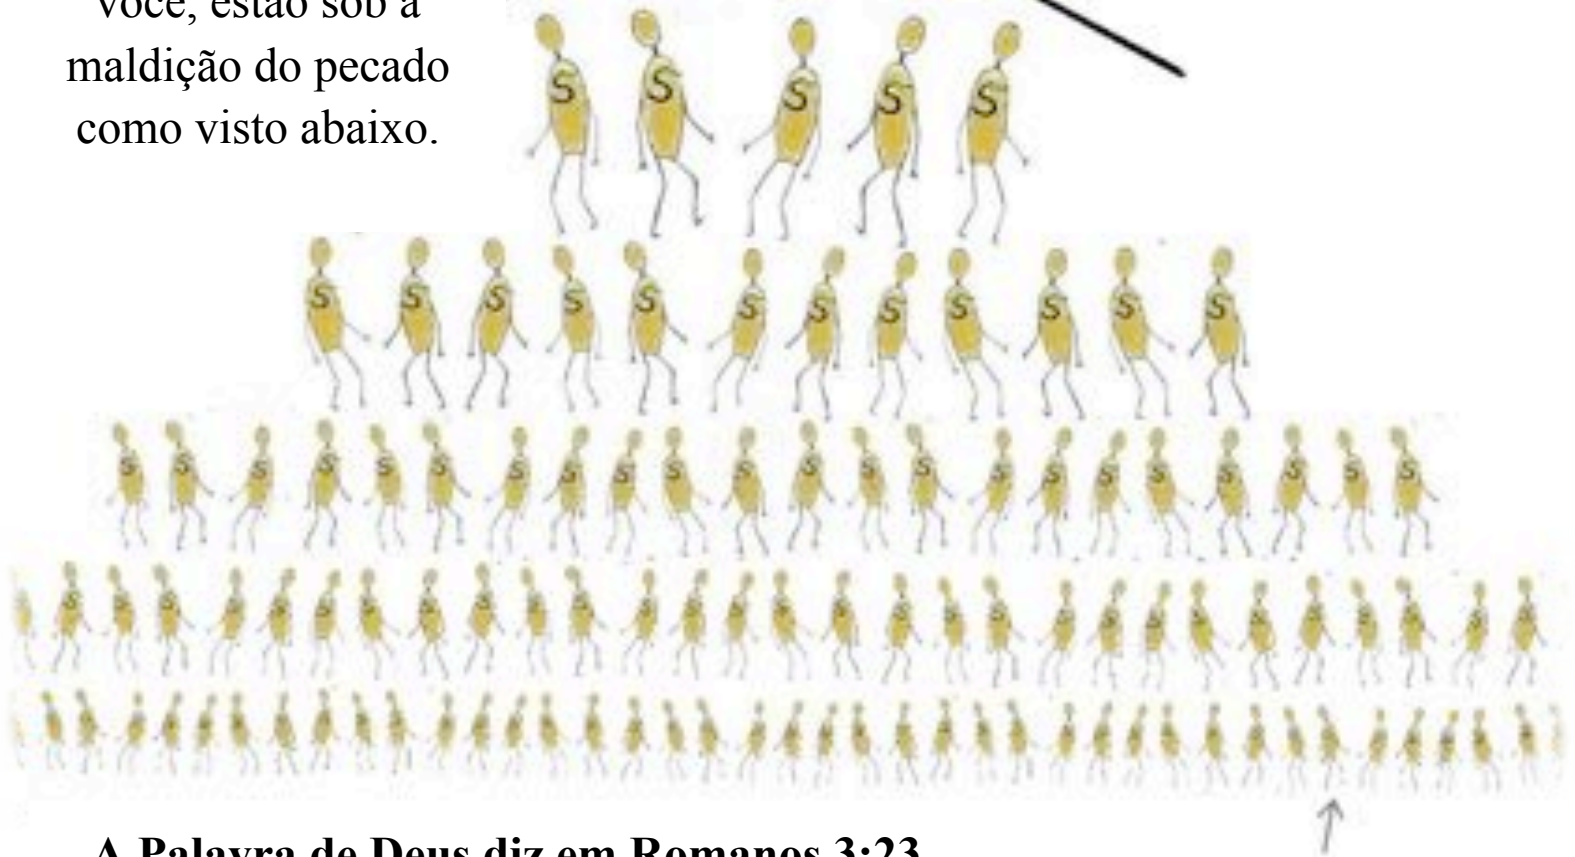 você, estão sob a
maldição do pecado
como visto abaixo.
S S S S S
S S S S S S S S S S S S
S S S S S S S S S S S S S S S S S S S S S S
A Palavra de Deus diz em Romanos 3:23